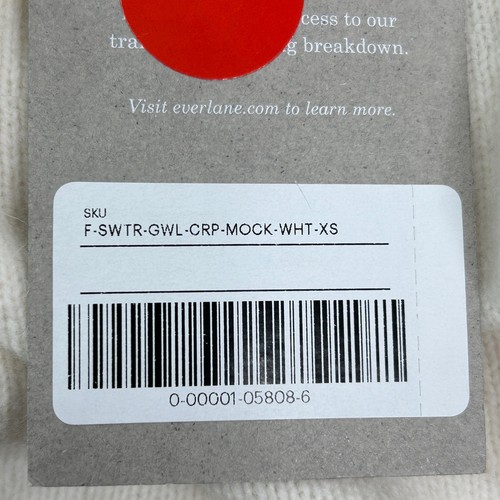 cess to our
breakdown.
Visit everlane.com to learn more.
SKU
F-SWTR-GWL-CRP-MOCK-WHT-XS
0-00001-05808-6